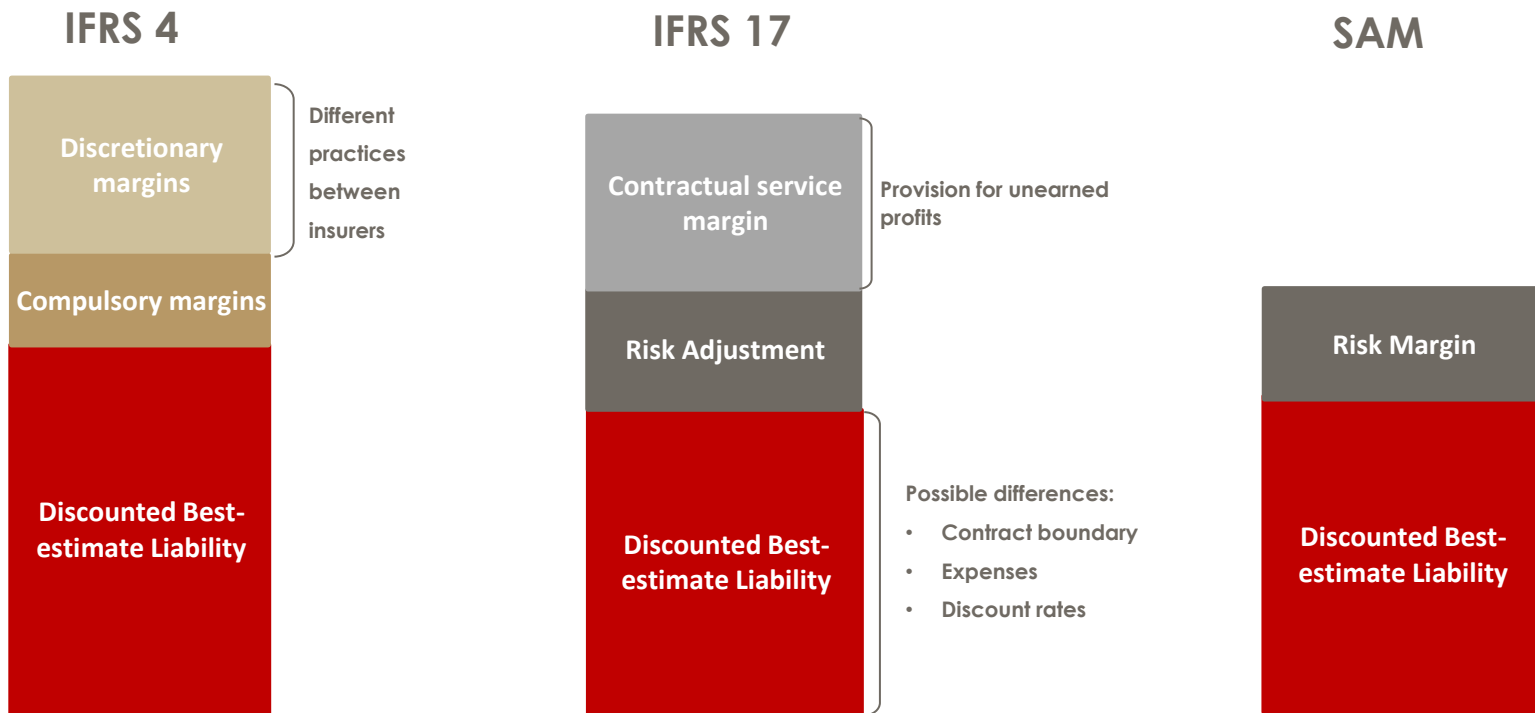 IFRS 4
IFRS 17
SAM
Discretionary
margins
Different
practices
between
insurers
Compulsory margins
Discounted Best-
estimate Liability
Contractual service
margin
Provision for unearned
profits
Risk Adjustment
Discounted Best-
estimate Liability
Possible differences:
• Contract boundary
• Expenses
• Discount rates
Risk Margin
Discounted Best-
estimate Liability